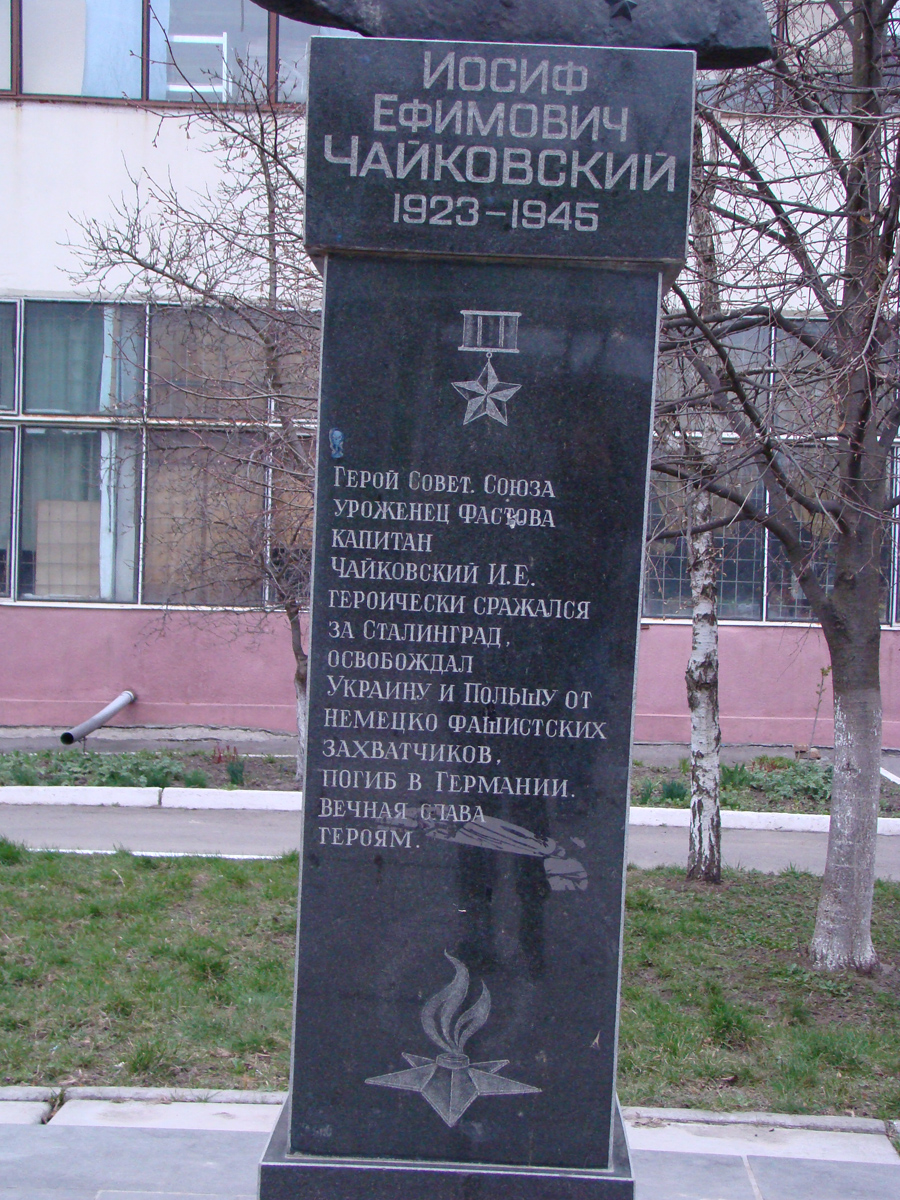 ИОСИФ
ЕФИМОВИЧ
ЧАЙКОВСКИЙ
1923-1945
ГЕРОЙ СОВЕТ. СОЮЗА
УРОЖЕНЕЦ ФАСТОВА
КАПИТАН
ЧАЙКОВСКИЙ И.Е.
ГЕРОИЧЕСКИ СРАЖАЛСЯ
ЗА СТАЛИНГРАД,
ОСВОБОЖДАЛ
УКРАИНУ И ПОЛЬШУ ОТ
НЕМЕЦКО ФАШИСТСКИХ
ЗАХВАТЧИКОВ,
ПОГИБ В ГЕРМАНИИ.
ВЕЧНАЯ СЛАВА
ГЕРОЯМ.